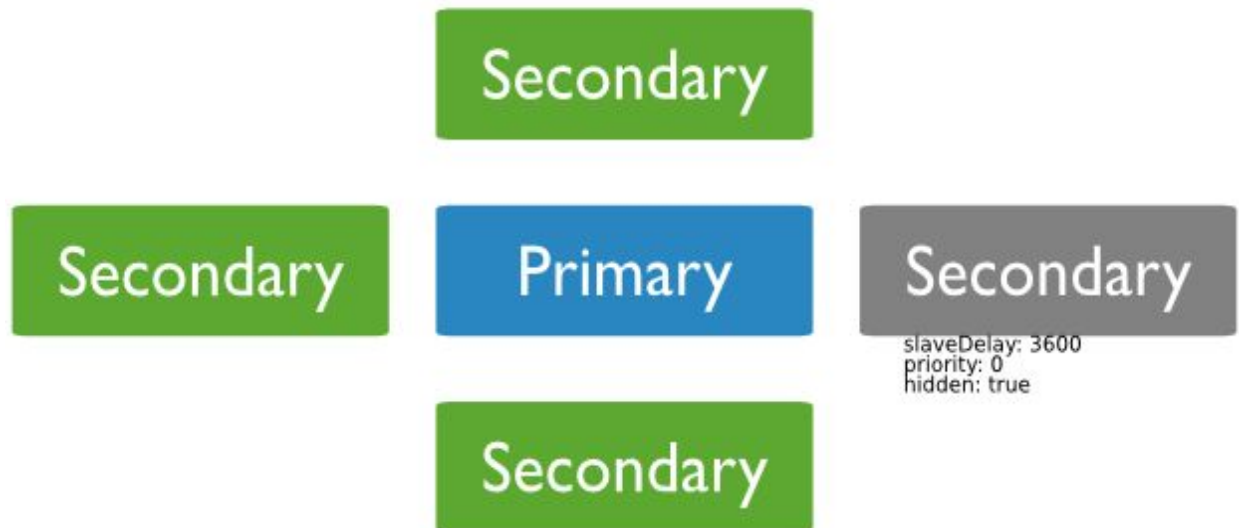 Secondary
Secondary
Primary
Secondary
slaveDelay: 3600
priority: 0
hidden: true
Secondary